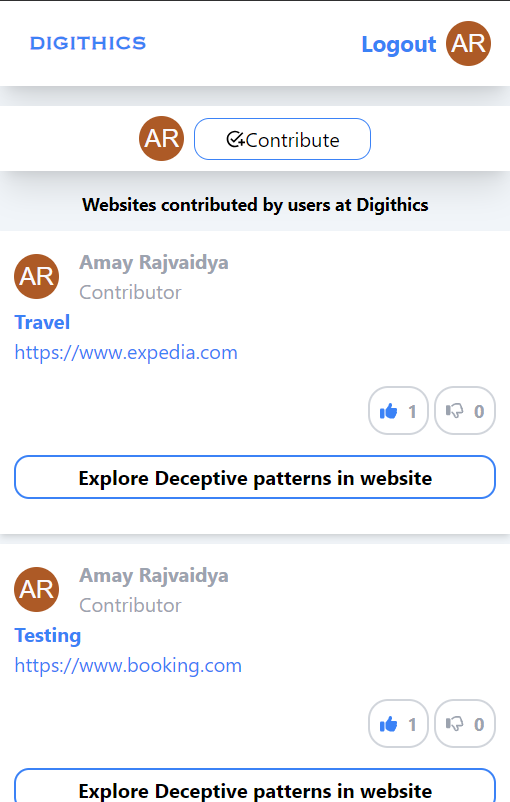 DIGITHICS Logout AR
AR Contribute
Websites contributed by users at Digithics
AR Amay Rajvaidya
Contributor
Travel
https://www.expedia.com
1 0
Explore Deceptive patterns in website
AR Amay Rajvaidya
Contributor
Testing
https://www.booking.com
1 0
Explore Deceptive patterns in website